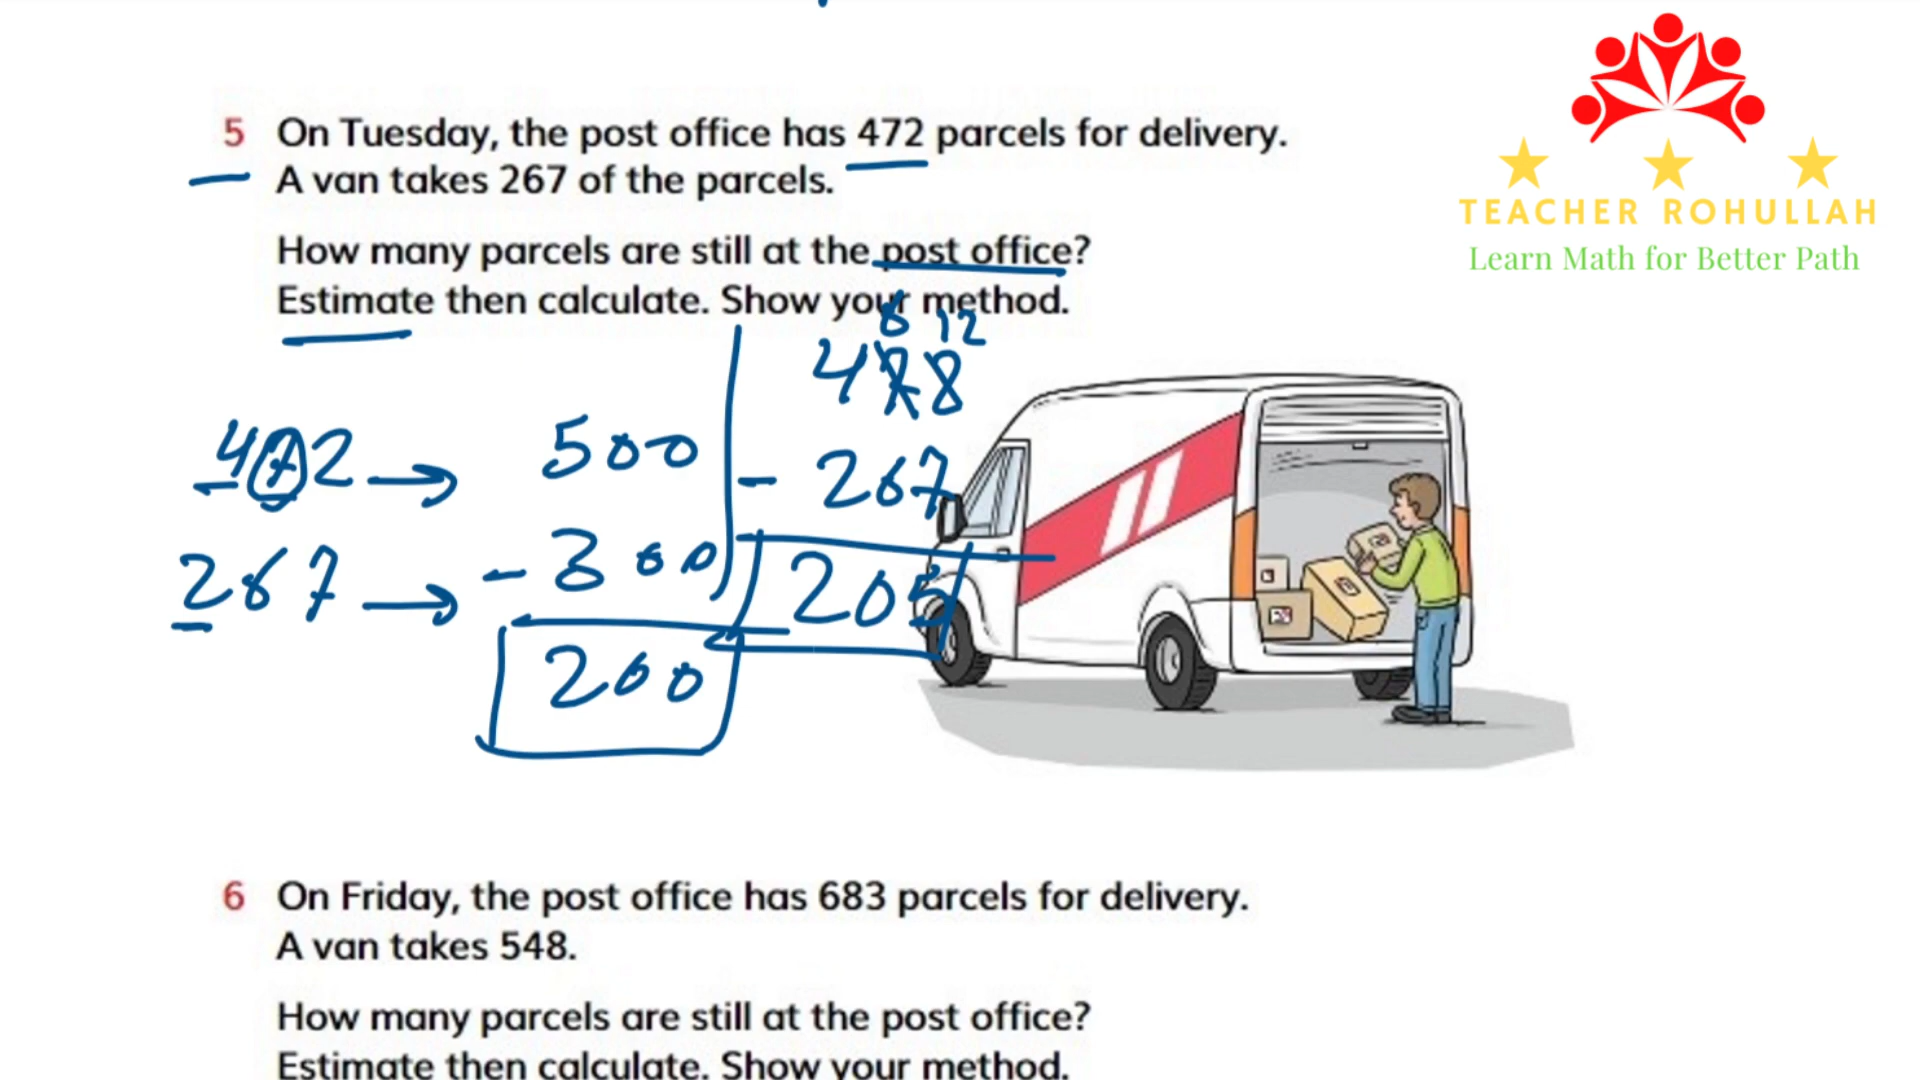 5 On Tuesday, the post office has 472 parcels for delivery.
A van takes 267 of the parcels.
How many parcels are still at the post office?
Estimate then calculate. Show your method.
6 12
472
472 → 500
- 267
267 → - 300
205
200
TEACHER ROHULLAH
Learn Math for Better Path
6 On Friday, the post office has 683 parcels for delivery.
A van takes 548.
How many parcels are still at the post office?
Estimate then calculate. Show your method.